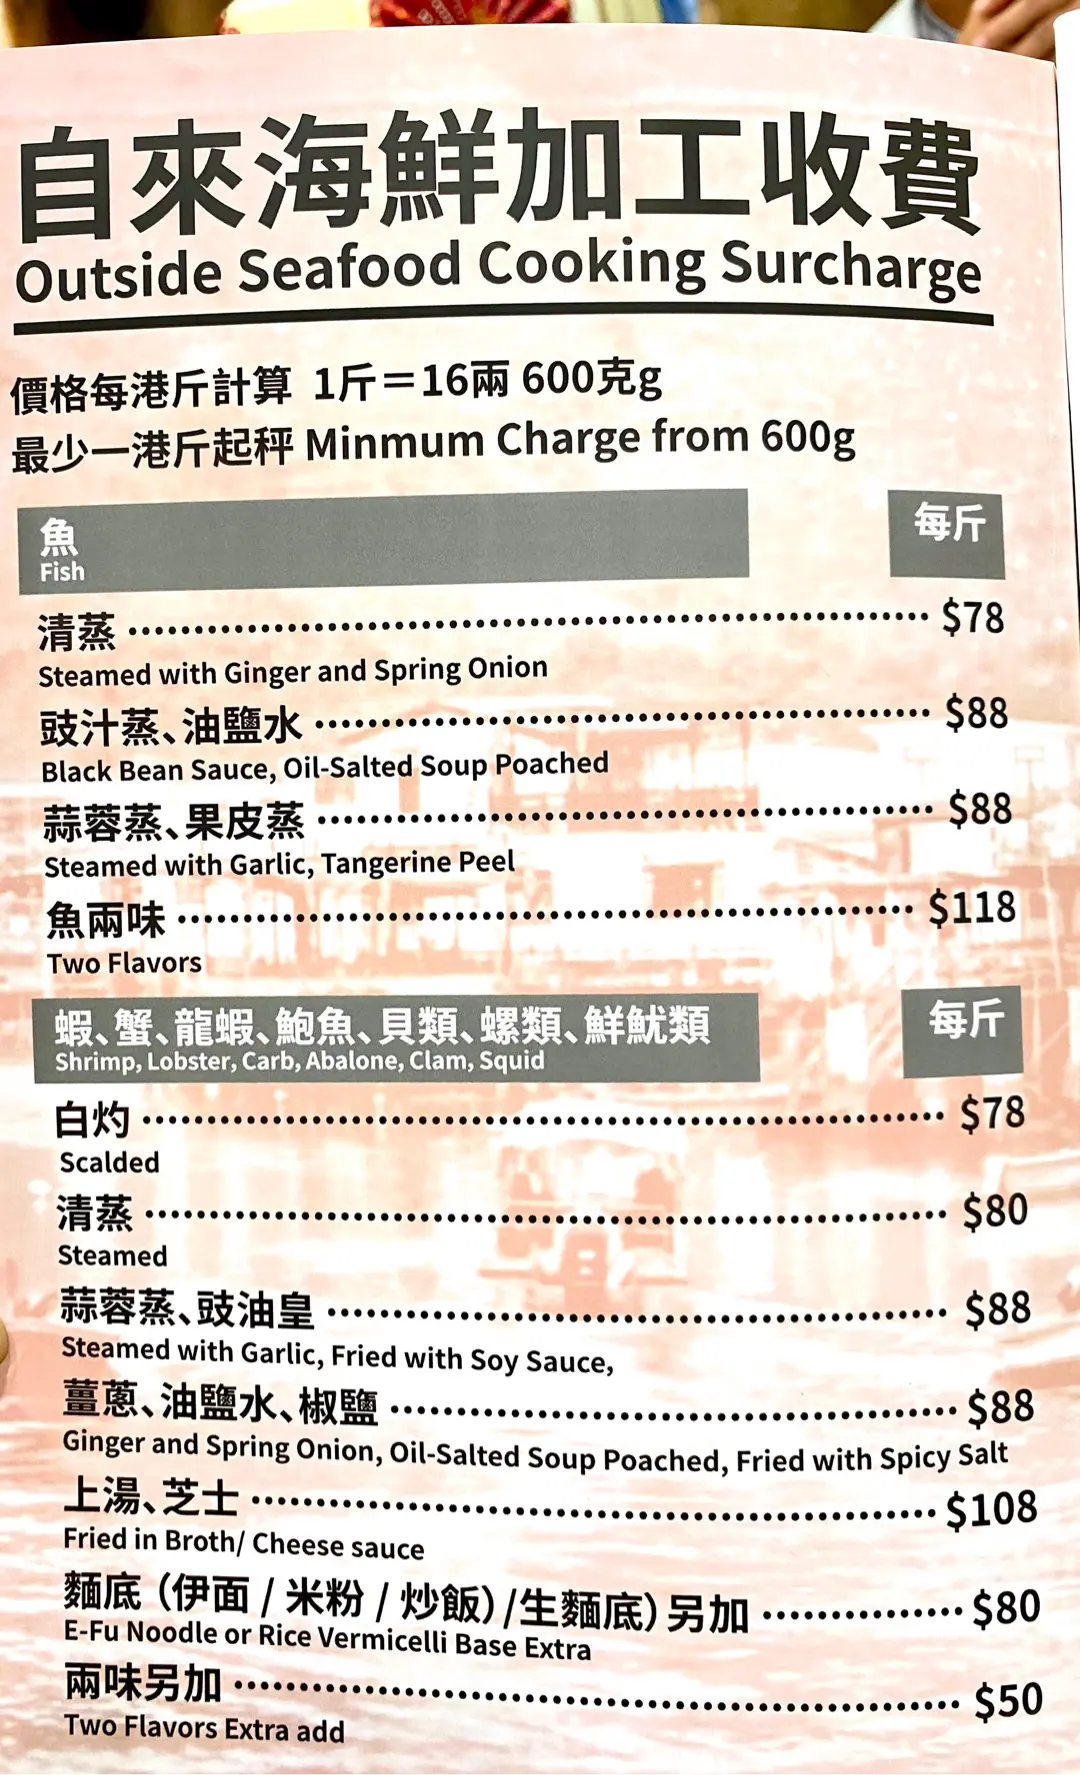 自來海鮮加工收費
Outside Seafood Cooking Surcharge
價格每港斤計算 1斤=16兩 600克g
最少一港斤起秤 Minmum Charge from 600g
魚 每斤
Fish
清蒸 $78
Steamed with Ginger and Spring Onion
豉汁蒸、油鹽水 $88
Black Bean Sauce, Oil-Salted Soup Poached
蒜蓉蒸、果皮蒸 $88
Steamed with Garlic, Tangerine Peel
魚兩味 $118
Two Flavors
蝦、蟹、龍蝦、鮑魚、貝類、螺類、鮮魷類 每斤
Shrimp, Lobster, Carb, Abalone, Clam, Squid
白灼 $78
Scalded
清蒸 $80
Steamed
蒜蓉蒸、豉油皇 $88
Steamed with Garlic, Fried with Soy Sauce,
薑蔥、油鹽水、椒鹽 $88
Ginger and Spring Onion, Oil-Salted Soup Poached, Fried with Spicy Salt
上湯、芝士 $108
Fried in Broth/ Cheese sauce
麵底（伊面 / 米粉 / 炒飯）/生麵底）另加 $80
E-Fu Noodle or Rice Vermicelli Base Extra
兩味另加 $50
Two Flavors Extra add